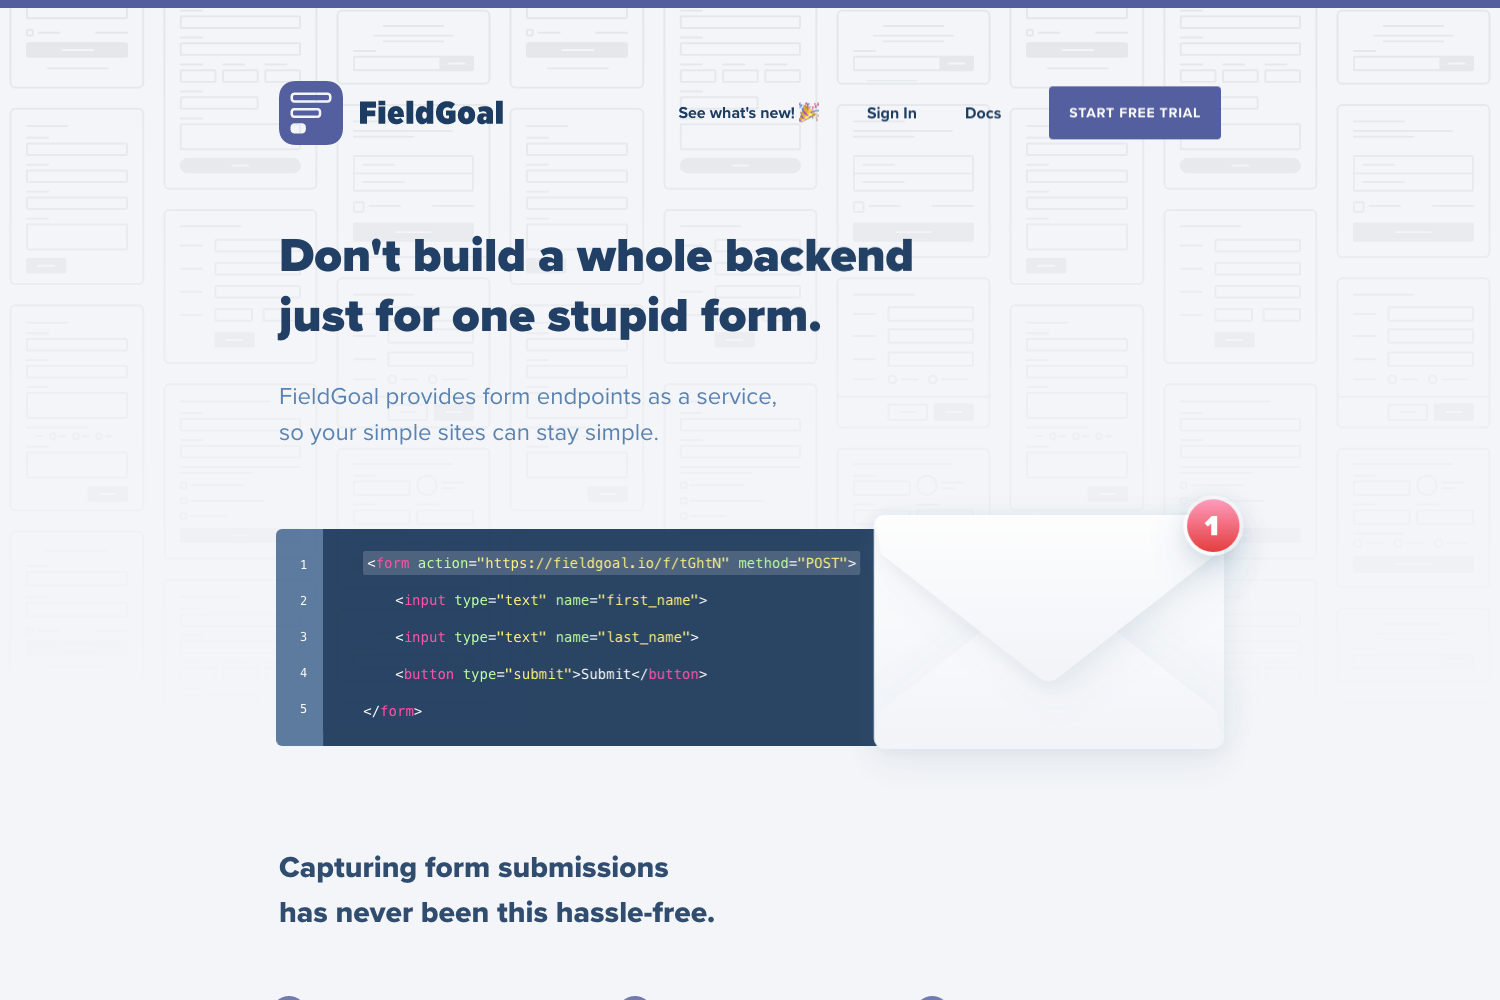 FieldGoal
See what's new! 🎉
Sign In
Docs
START FREE TRIAL
Don't build a whole backend
just for one stupid form.
FieldGoal provides form endpoints as a service,
so your simple sites can stay simple.
1
1 <form action="https://fieldgoal.io/f/tGhtN" method="POST">
2 <input type="text" name="first_name">
3 <input type="text" name="last_name">
4 <button type="submit">Submit</button>
5 </form>
Capturing form submissions
has never been this hassle-free.